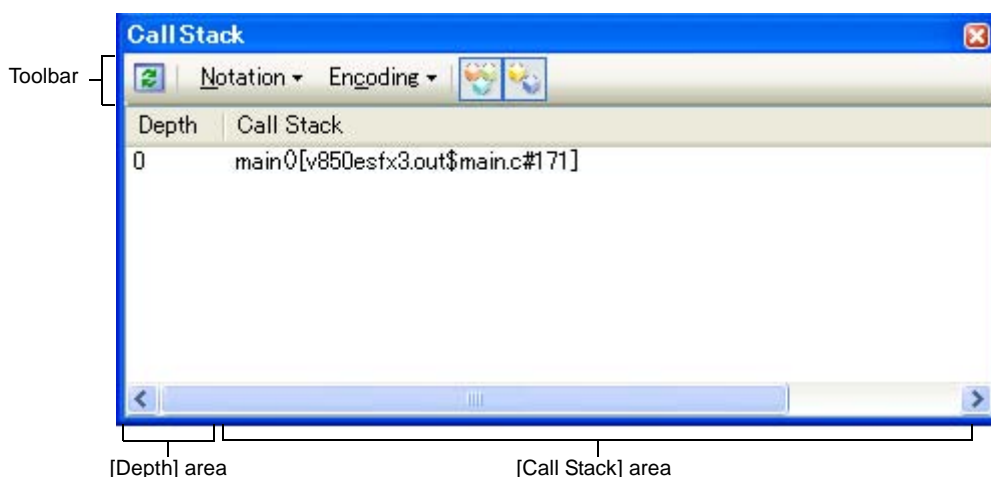 Call Stack
Toolbar
Notation Encoding
Depth Call Stack
0 main()[v850esfx3.out$main.c#171]
[Depth] area [Call Stack] area